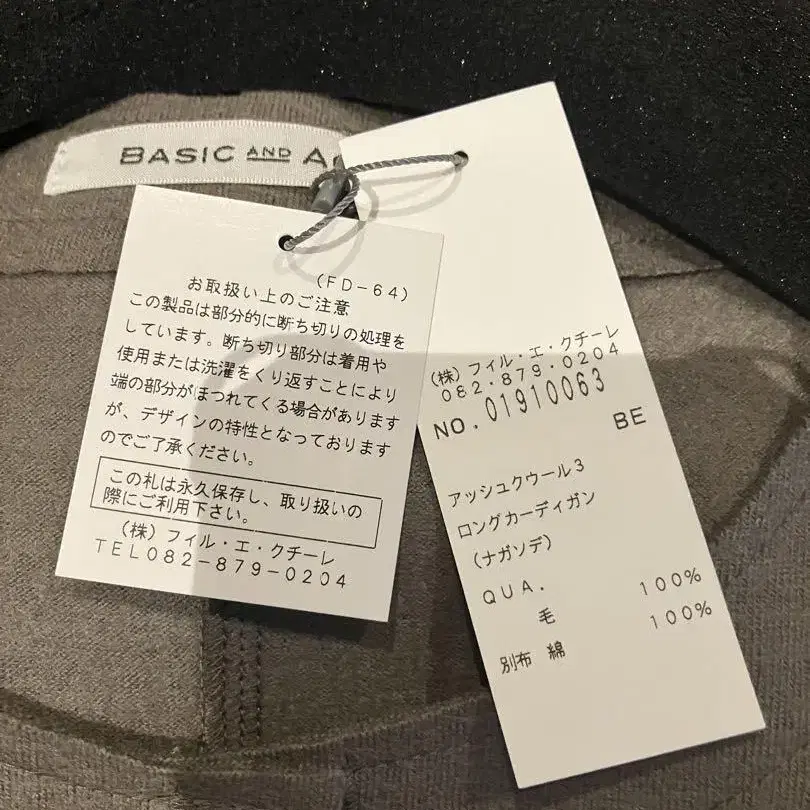 BASIC AND
(FD-64)
お取扱い上のご注意
この製品は部分的に断ち切りの処理を
しています。断ち切り部分は着用や
使用または洗濯をくり返すことにより
端の部分がほつれてくる場合があります
が、デザインの特性となっております
のでご了承ください。
この札は永久保存し、取り扱いの
際にご利用下さい。
(株)フィル・エ・クチーレ
TEL082-879-0204
(株)フィル・エ・クチーレ
082-879-0204
NO.01910063
BE
アッシュクウール3
ロングカーディガン
(ナガソデ)
QUA.
毛 100%
別布 綿 100%